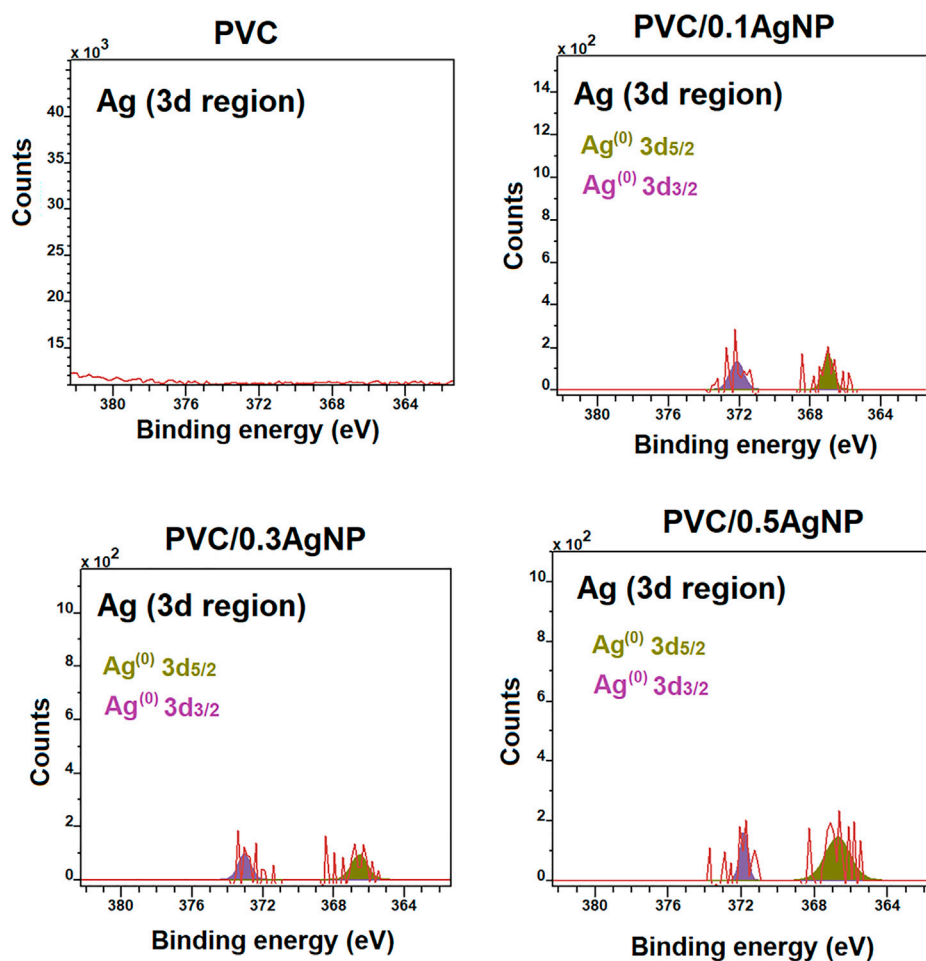 PVC
x 10³
Ag (3d region)
Counts
45
40
35
30
25
20
15
380 376 372 368 364
Binding energy (eV)
PVC/0.1AgNP
x 10²
Ag (3d region)
Ag⁽⁰⁾ 3d5/2
Ag⁽⁰⁾ 3d3/2
Counts
14
12
10
8
6
4
2
0
380 376 372 368 364
Binding energy (eV)
PVC/0.3AgNP
x 10²
Ag (3d region)
Ag⁽⁰⁾ 3d5/2
Ag⁽⁰⁾ 3d3/2
Counts
10
8
6
4
2
0
380 376 372 368 364
Binding energy (eV)
PVC/0.5AgNP
x 10²
Ag (3d region)
Ag⁽⁰⁾ 3d5/2
Ag⁽⁰⁾ 3d3/2
Counts
10
8
6
4
2
0
380 376 372 368 364
Binding energy (eV)